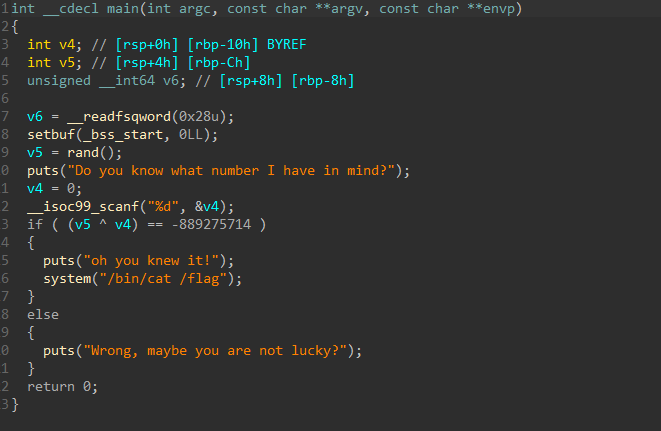 1int __cdecl main(int argc, const char **argv, const char **envp)
2{
3  int v4; // [rsp+0h] [rbp-10h] BYREF
4  int v5; // [rsp+4h] [rbp-Ch]
5  unsigned __int64 v6; // [rsp+8h] [rbp-8h]
6
7  v6 = __readfsqword(0x28u);
8  setbuf(_bss_start, 0LL);
9  v5 = rand();
0  puts("Do you know what number I have in mind?");
1  v4 = 0;
2  __isoc99_scanf("%d", &v4);
3  if ( (v5 ^ v4) == -889275714 )
4  {
5    puts("oh you knew it!");
6    system("/bin/cat /flag");
7  }
8  else
9  {
0    puts("Wrong, maybe you are not lucky?");
1  }
2  return 0;
3}